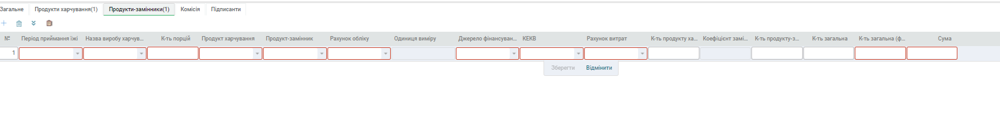 Загальне Продукти харчування(1) Продукти-замінники(1) Комісія Підписанти
№ Період приймання їжі Назва виробу харчув... К-ть порцій Продукт харчування Продукт-замінник Рахунок обліку Одиниця виміру Джерело фінансуван... КЕКВ Рахунок витрат К-ть продукту ха... Коефіцієнт замі... К-ть продукту-з... К-ть загальна К-ть загальна (ф... Сума
1
Зберегти Відмінити